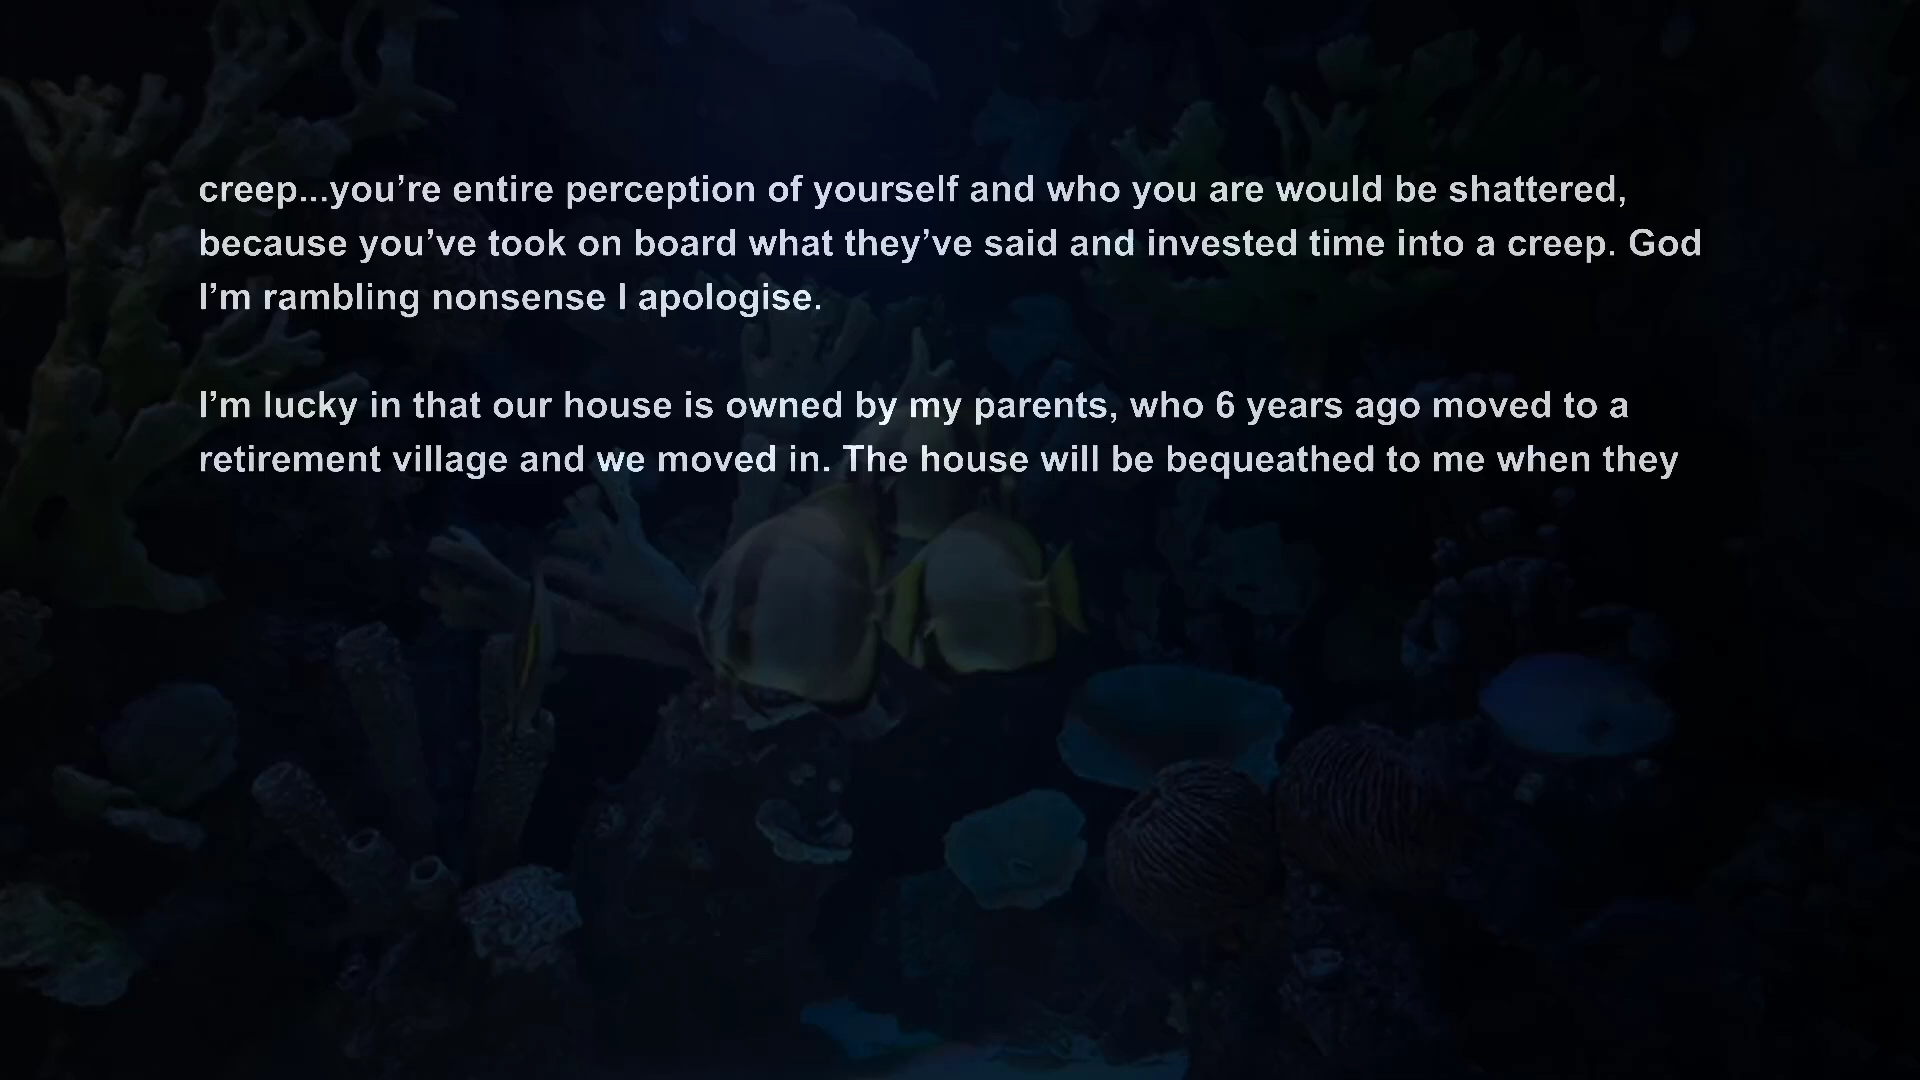 creep...you’re entire perception of yourself and who you are would be shattered,
because you’ve took on board what they’ve said and invested time into a creep. God
I’m rambling nonsense I apologise.
I’m lucky in that our house is owned by my parents, who 6 years ago moved to a
retirement village and we moved in. The house will be bequeathed to me when they